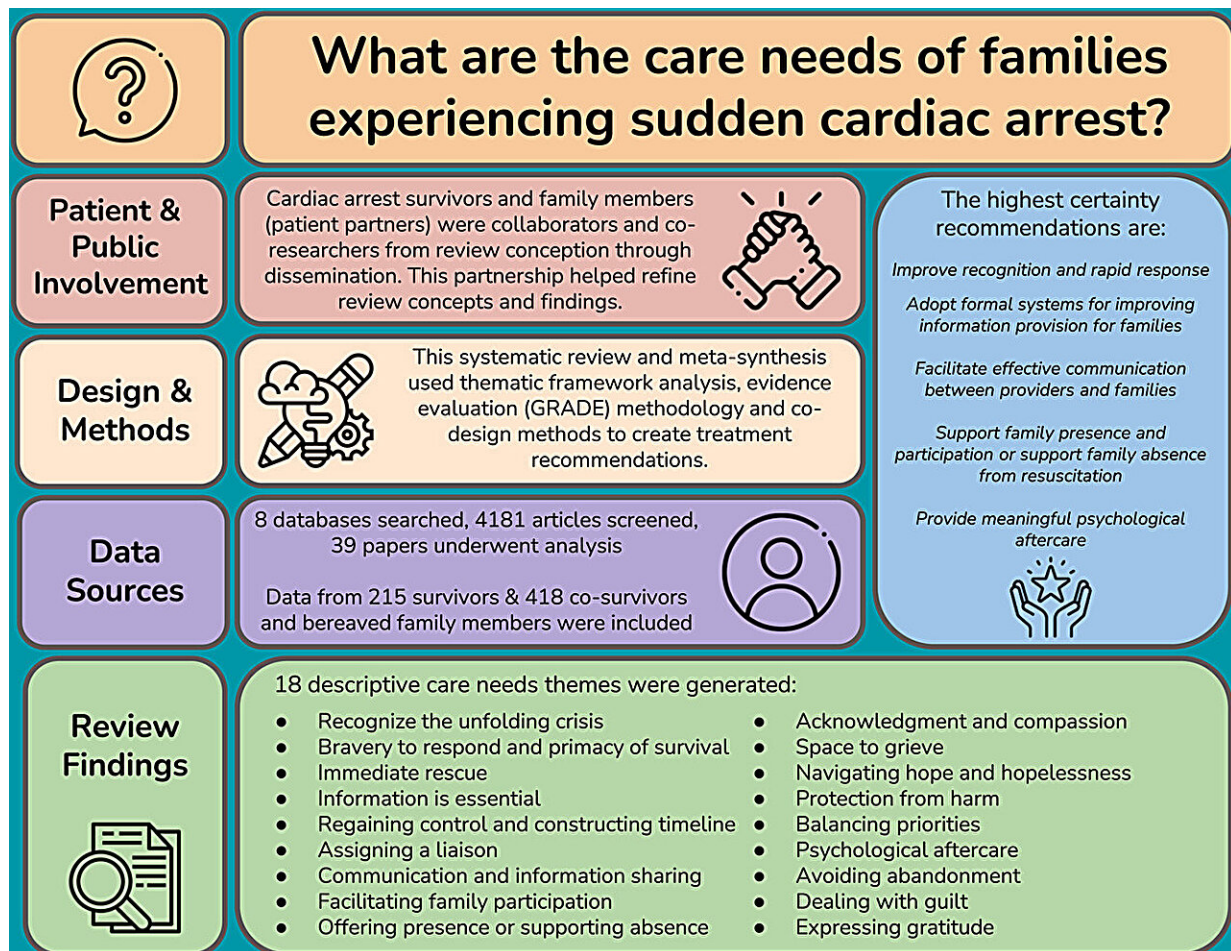 What are the care needs of families
experiencing sudden cardiac arrest?
Patient &
Public
Involvement
Cardiac arrest survivors and family members
(patient partners) were collaborators and co-
researchers from review conception through
dissemination. This partnership helped refine
review concepts and findings.
Design &
Methods
This systematic review and meta-synthesis
used thematic framework analysis, evidence
evaluation (GRADE) methodology and co-
design methods to create treatment
recommendations.
Data
Sources
8 databases searched, 4181 articles screened,
39 papers underwent analysis
Data from 215 survivors & 418 co-survivors
and bereaved family members were included
The highest certainty
recommendations are:
Improve recognition and rapid response
Adopt formal systems for improving
information provision for families
Facilitate effective communication
between providers and families
Support family presence and
participation or support family absence
from resuscitation
Provide meaningful psychological
aftercare
Review
Findings
18 descriptive care needs themes were generated:
● Recognize the unfolding crisis
● Bravery to respond and primacy of survival
● Immediate rescue
● Information is essential
● Regaining control and constructing timeline
● Assigning a liaison
● Communication and information sharing
● Facilitating family participation
● Offering presence or supporting absence
● Acknowledgment and compassion
● Space to grieve
● Navigating hope and hopelessness
● Protection from harm
● Balancing priorities
● Psychological aftercare
● Avoiding abandonment
● Dealing with guilt
● Expressing gratitude